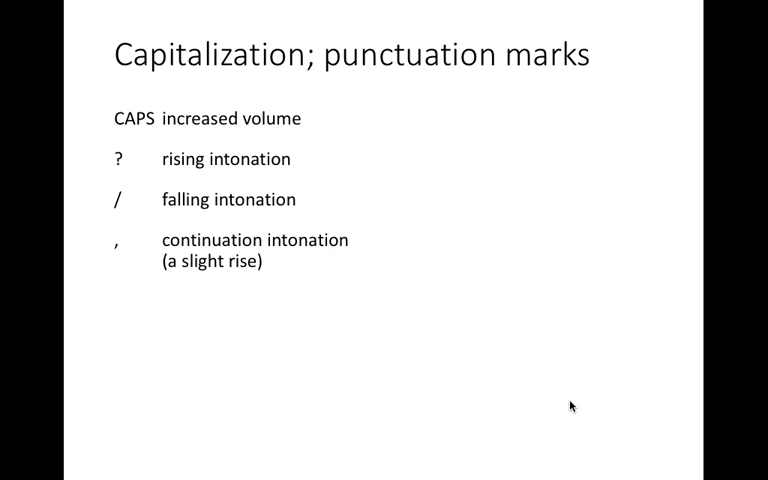 Capitalization; punctuation marks
CAPS increased volume
? rising intonation
/ falling intonation
, continuation intonation
(a slight rise)